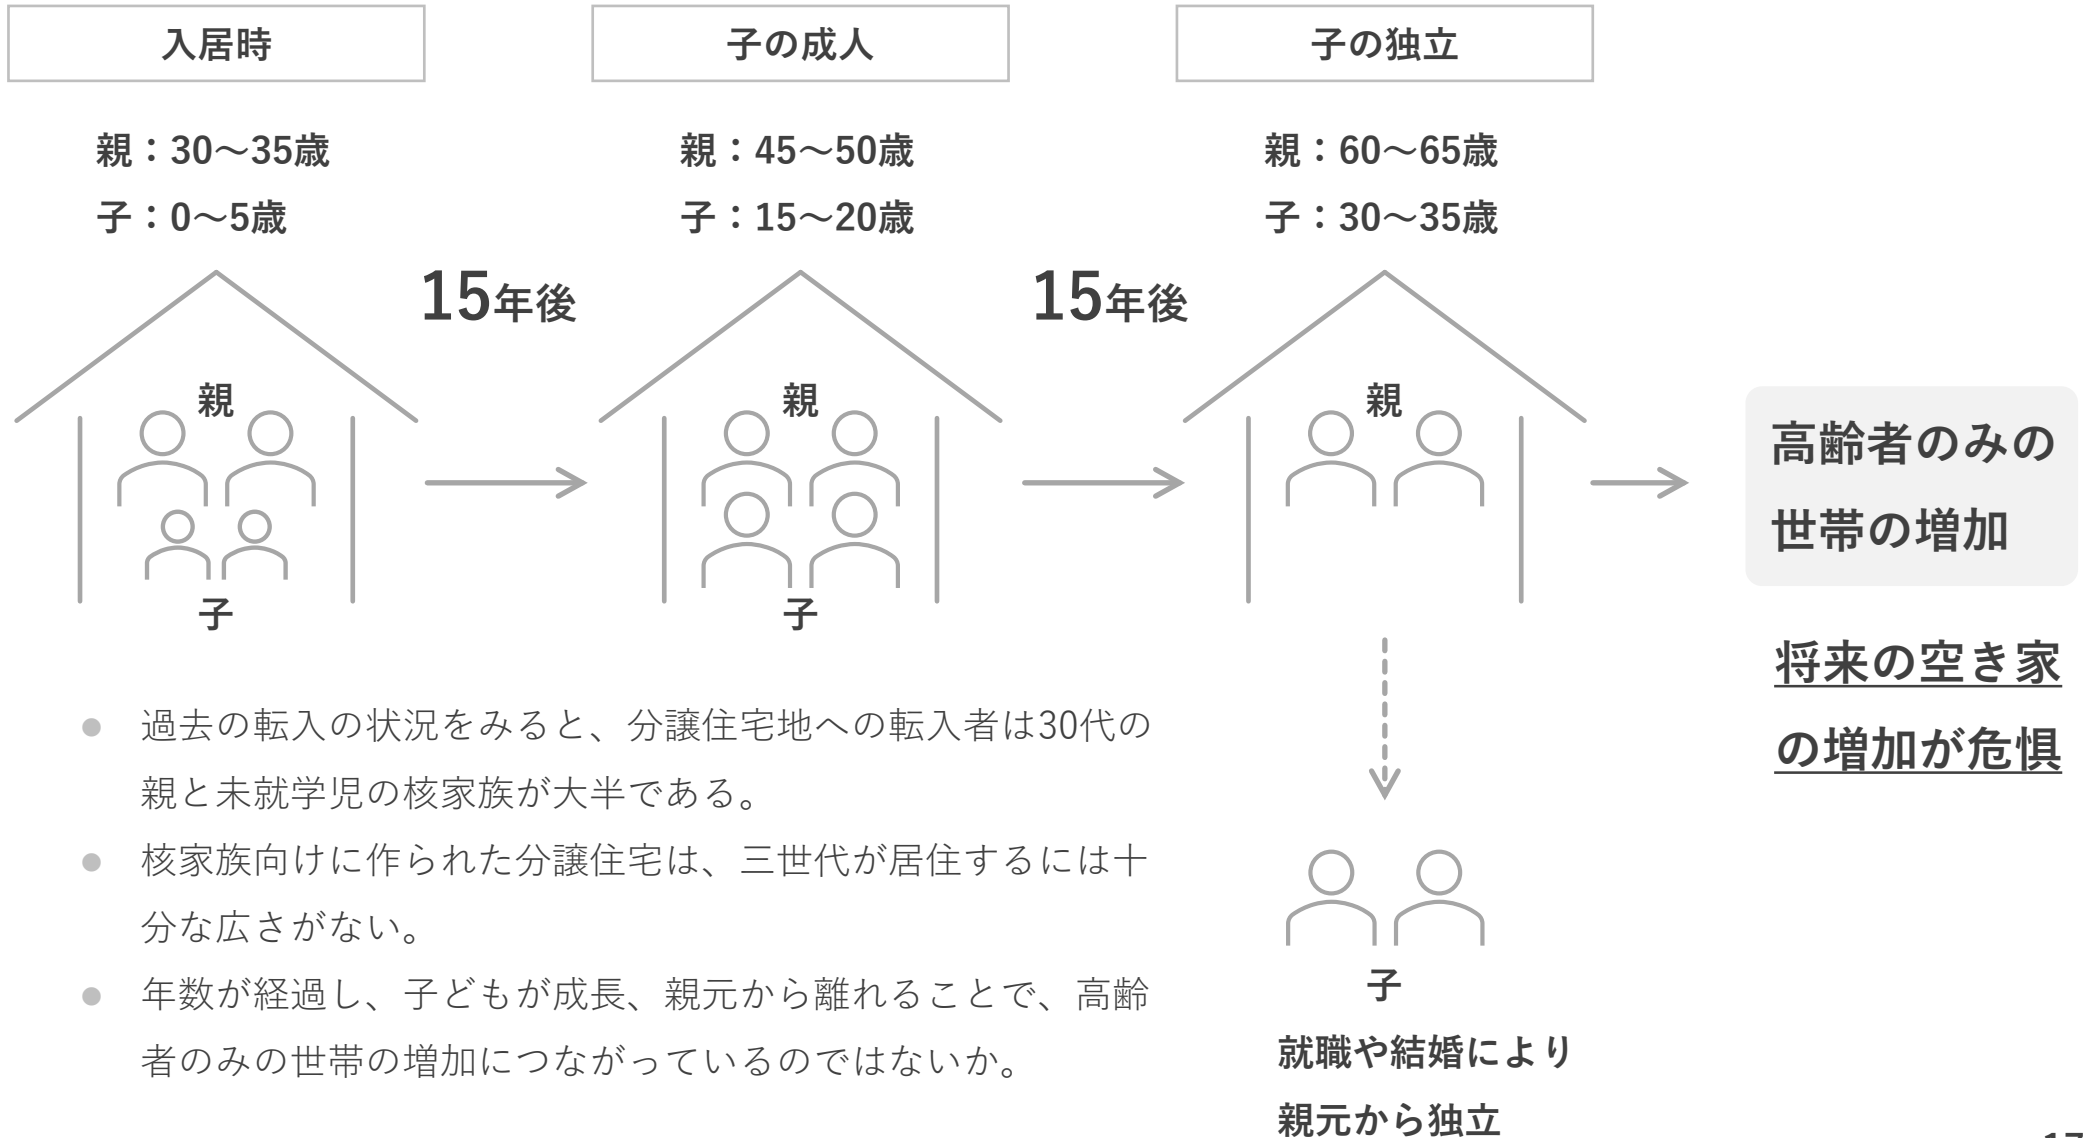 入居時
子の成人
子の独立
親：30～35歳
子：0～5歳
親：45～50歳
子：15～20歳
親：60～65歳
子：30～35歳
15年後
15年後
親
子
親
子
親
高齢者のみの
世帯の増加
将来の空き家
の増加が危惧
● 過去の転入の状況をみると、分譲住宅地への転入者は30代の
親と未就学児の核家族が大半である。
● 核家族向けに作られた分譲住宅は、三世代が居住するには十
分な広さがない。
● 年数が経過し、子どもが成長、親元から離れることで、高齢
者のみの世帯の増加につながっているのではないか。
子
就職や結婚により
親元から独立